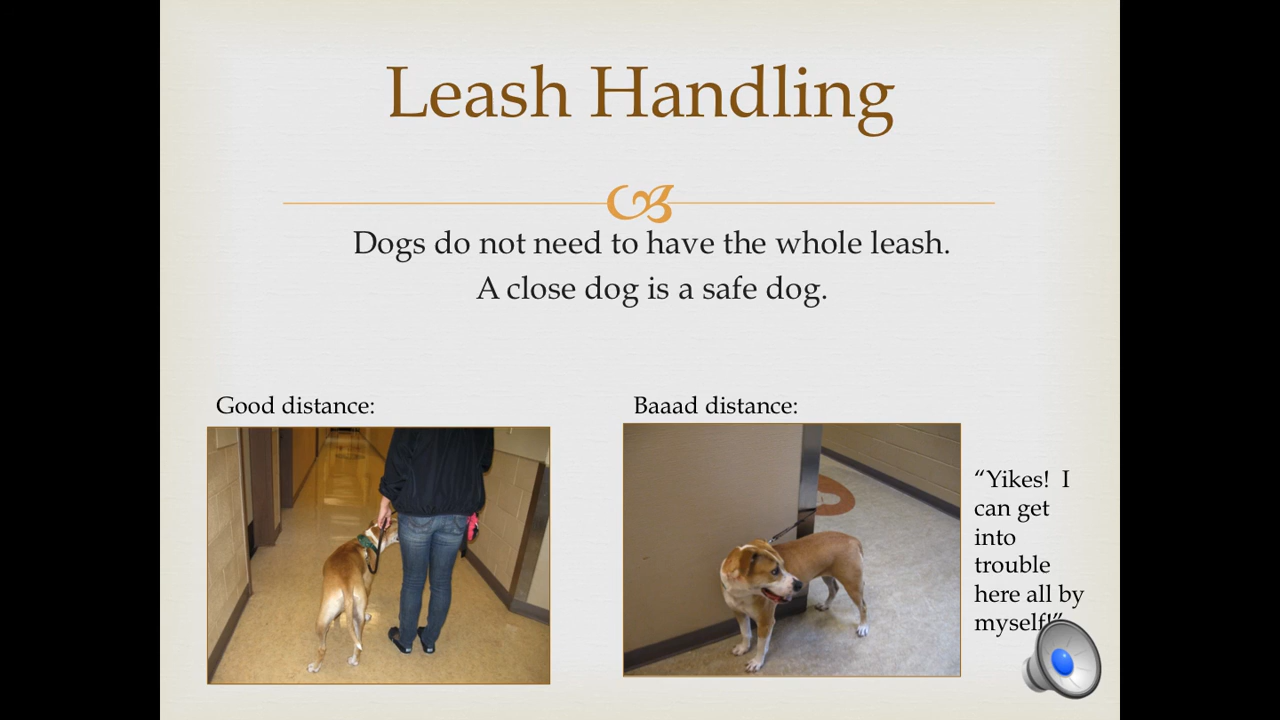 Leash Handling
Dogs do not need to have the whole leash.
A close dog is a safe dog.
Good distance:
Baaad distance:
“Yikes!  I
can get
into
trouble
here all by
myself!”